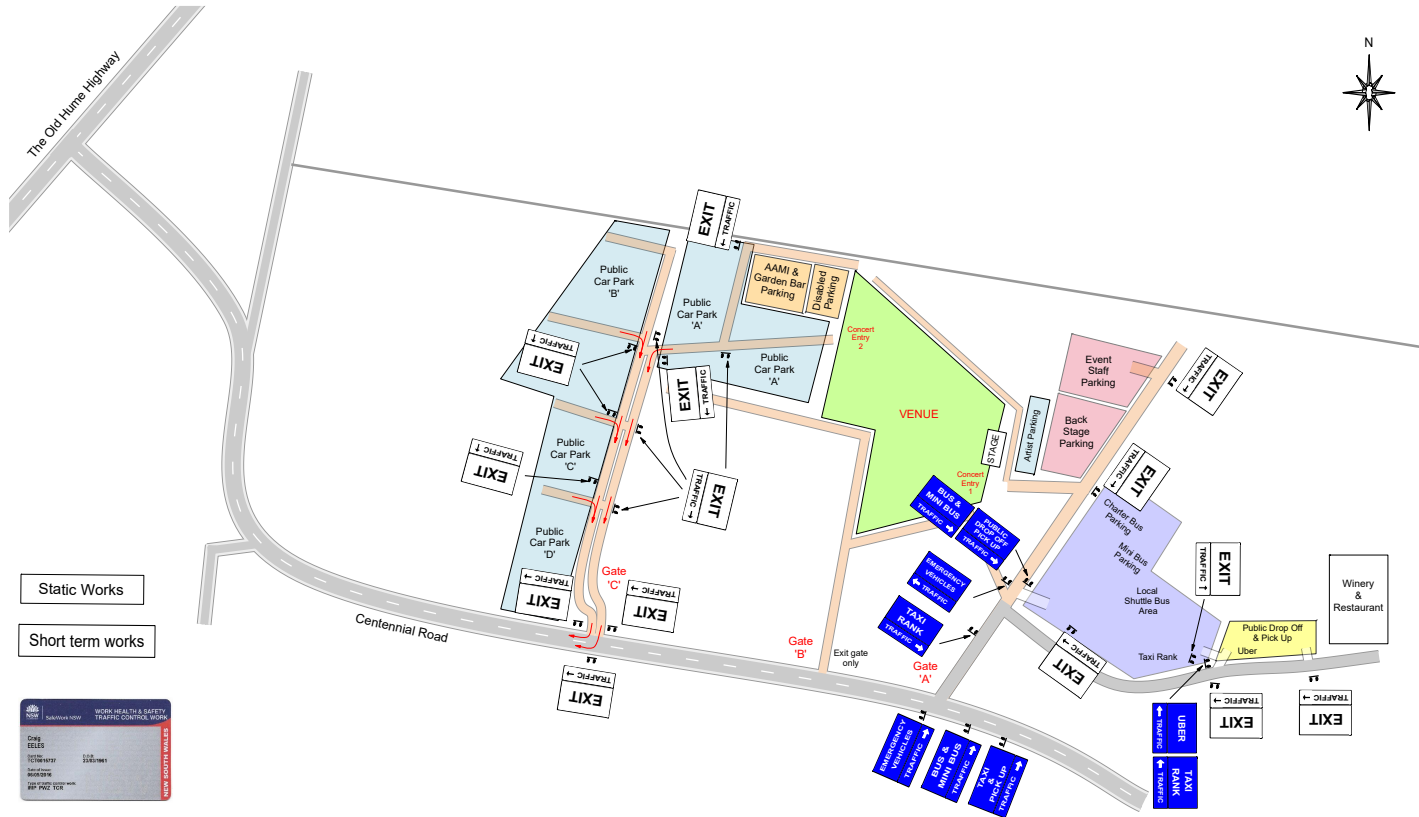 The Old Hume Highway
N
EXIT
← TRAFFIC
Public
Car Park
'B'
Public
Car Park
'A'
AAMI &
Garden Bar
Parking
Disabled
Parking
Concert
Entry
2
Public
Car Park
'A'
TRAFFIC →
EXIT
EXIT
← TRAFFIC
VENUE
STAGE
Concert
Entry
1
Artist Parking
Event
Staff
Parking
Back
Stage
Parking
TRAFFIC →
EXIT
TRAFFIC →
EXIT
Public
Car Park
'C'
TRAFFIC →
EXIT
EXIT
TRAFFIC →
Public
Car Park
'D'
BUS &
MINI BUS
TRAFFIC →
PUBLIC
DROP OFF
PICK UP
TRAFFIC →
EMERGENCY
VEHICLES
← TRAFFIC
TAXI
RANK
TRAFFIC →
Charter Bus
Parking
Mini Bus
Parking
Local
Shuttle Bus
Area
EXIT
TRAFFIC →
Winery
&
Restaurant
Public Drop Off
& Pick Up
Uber
Taxi Rank
Gate
'C'
TRAFFIC →
EXIT
TRAFFIC →
EXIT
TRAFFIC →
EXIT
Centennial Road
Gate
'B'
Exit gate
only
Gate
'A'
TRAFFIC →
EXIT
TRAFFIC →
EXIT
TRAFFIC →
EXIT
EMERGENCY
VEHICLES
TRAFFIC →
BUS &
MINI BUS
TRAFFIC →
TAXI
&
PICK UP
TRAFFIC →
UBER
← TRAFFIC
TAXI
RANK
← TRAFFIC
Static Works
Short term works
NSW
SafeWork NSW
WORK HEALTH & SAFETY
TRAFFIC CONTROL WORK
NEW SOUTH WALES
Craig
EELES